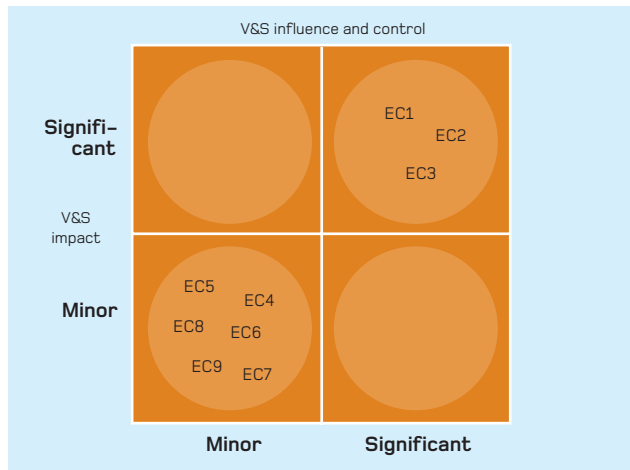 V&S influence and control
Signifi-
cant
EC1
EC2
EC3
V&S
impact
Minor
EC5
EC4
EC8
EC6
EC9
EC7
Minor
Significant